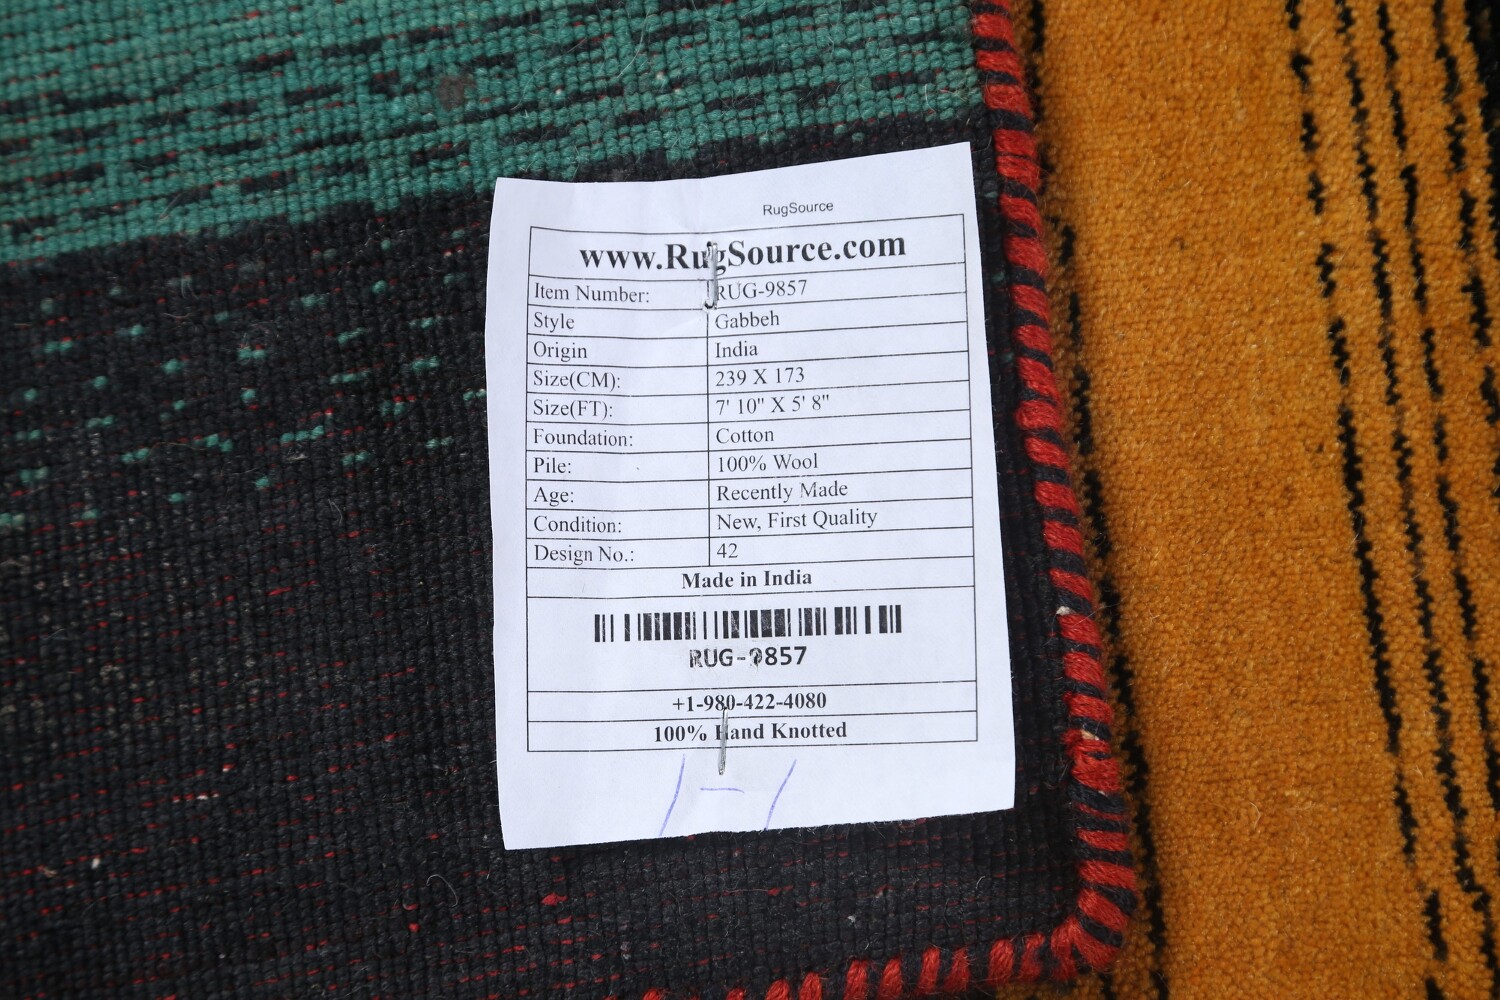 RugSource
www.RugSource.com
Item Number: RUG-9857
Style Gabbeh
Origin India
Size(CM): 239 X 173
Size(FT): 7' 10" X 5' 8"
Foundation: Cotton
Pile: 100% Wool
Age: Recently Made
Condition: New, First Quality
Design No.: 42
Made in India
RUG-9857
+1-980-422-4080
100% Hand Knotted
1-1